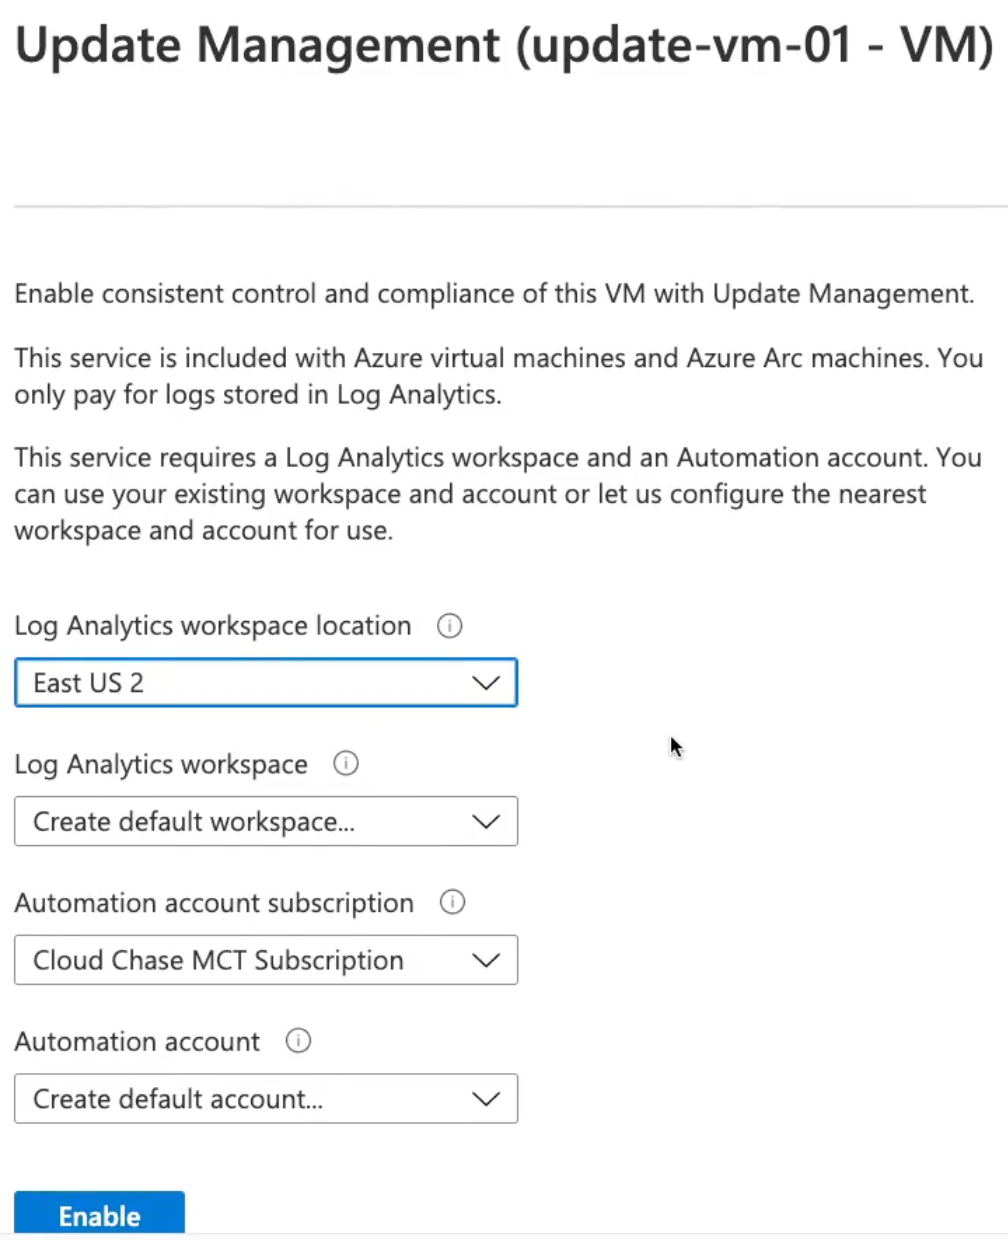 Update Management (update-vm-01 - VM)
Enable consistent control and compliance of this VM with Update Management.
This service is included with Azure virtual machines and Azure Arc machines. You
only pay for logs stored in Log Analytics.
This service requires a Log Analytics workspace and an Automation account. You
can use your existing workspace and account or let us configure the nearest
workspace and account for use.
Log Analytics workspace location
East US 2
Log Analytics workspace
Create default workspace...
Automation account subscription
Cloud Chase MCT Subscription
Automation account
Create default account...
Enable